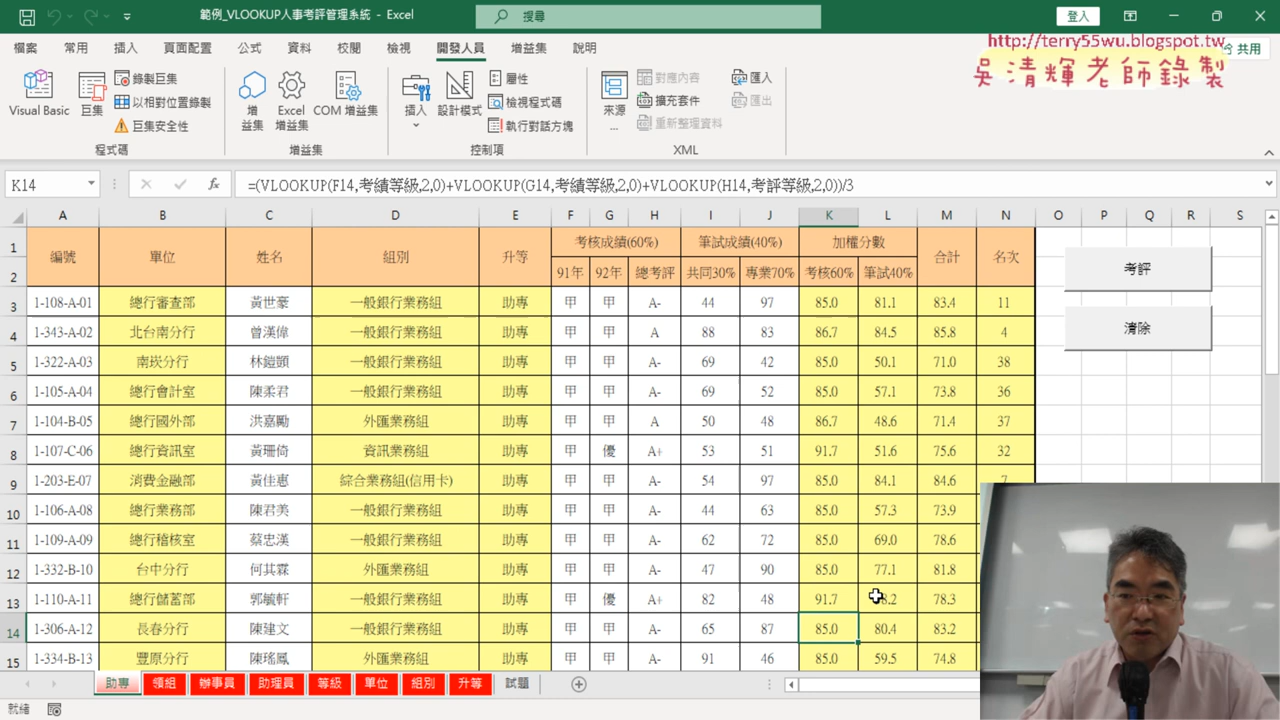 範例_VLOOKUP人事考評管理系統 - Excel
搜尋
登入
檔案 常用 插入 頁面配置 公式 資料 校閱 檢視 開發人員 增益集 說明
共用
http://terry55wu.blogspot.tw
吳清輝老師錄製
Visual Basic 巨集 錄製巨集 以相對位置錄製 巨集安全性
程式碼
增益集 Excel 增益集 COM 增益集
增益集
插入 設計模式 屬性 檢視程式碼 執行對話方塊
控制項
來源 ... 對應內容 擴充套件 重新整理資料 匯入 匯出
XML
K14 fx =(VLOOKUP(F14,考績等級,2,0)+VLOOKUP(G14,考績等級,2,0)+VLOOKUP(H14,考評等級,2,0))/3
A B C D E F G H I J K L M N O P Q R S
1 編號 單位 姓名 組別 升等 考核成績(60%) 筆試成績(40%) 加權分數 合計 名次
2 91年 92年 總考評 共同30% 專業70% 考核60% 筆試40%
考評
清除
3 1-108-A-01 總行審查部 黃世豪 一般銀行業務組 助專 甲 甲 A- 44 97 85.0 81.1 83.4 11
4 1-343-A-02 北台南分行 曾漢偉 一般銀行業務組 助專 甲 甲 A 88 83 86.7 84.5 85.8 4
5 1-322-A-03 南崁分行 林鎧顗 一般銀行業務組 助專 甲 甲 A- 69 42 85.0 50.1 71.0 38
6 1-105-A-04 總行會計室 陳柔君 一般銀行業務組 助專 甲 甲 A- 69 52 85.0 57.1 73.8 36
7 1-104-B-05 總行國外部 洪嘉勵 外匯業務組 助專 甲 甲 A 50 48 86.7 48.6 71.4 37
8 1-107-C-06 總行資訊室 黃珊倚 資訊業務組 助專 甲 優 A+ 53 51 91.7 51.6 75.6 32
9 1-203-E-07 消費金融部 黃佳惠 綜合業務組(信用卡) 助專 甲 甲 A- 54 97 85.0 84.1 84.6 7
10 1-106-A-08 總行業務部 陳君美 一般銀行業務組 助專 甲 甲 A- 44 63 85.0 57.3 73.9
11 1-109-A-09 總行稽核室 蔡忠漢 一般銀行業務組 助專 甲 甲 A- 62 72 85.0 69.0 78.6
12 1-332-B-10 台中分行 何其霖 外匯業務組 助專 甲 甲 A- 47 90 85.0 77.1 81.8
13 1-110-A-11 總行儲蓄部 郭毓軒 一般銀行業務組 助專 甲 優 A+ 82 48 91.7 78.3
14 1-306-A-12 長春分行 陳建文 一般銀行業務組 助專 甲 甲 A- 65 87 85.0 80.4 83.2
15 1-334-B-13 豐原分行 陳瑤鳳 外匯業務組 助專 甲 甲 A- 91 46 85.0 59.5 74.8
助專 領組 辦事員 助理員 等級 單位 組別 升等 試題
就緒